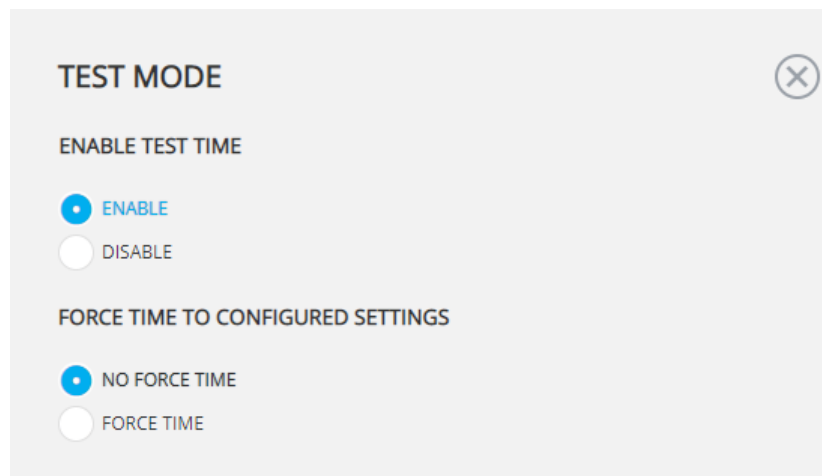 TEST MODE
ENABLE TEST TIME
ENABLE
DISABLE
FORCE TIME TO CONFIGURED SETTINGS
NO FORCE TIME
FORCE TIME